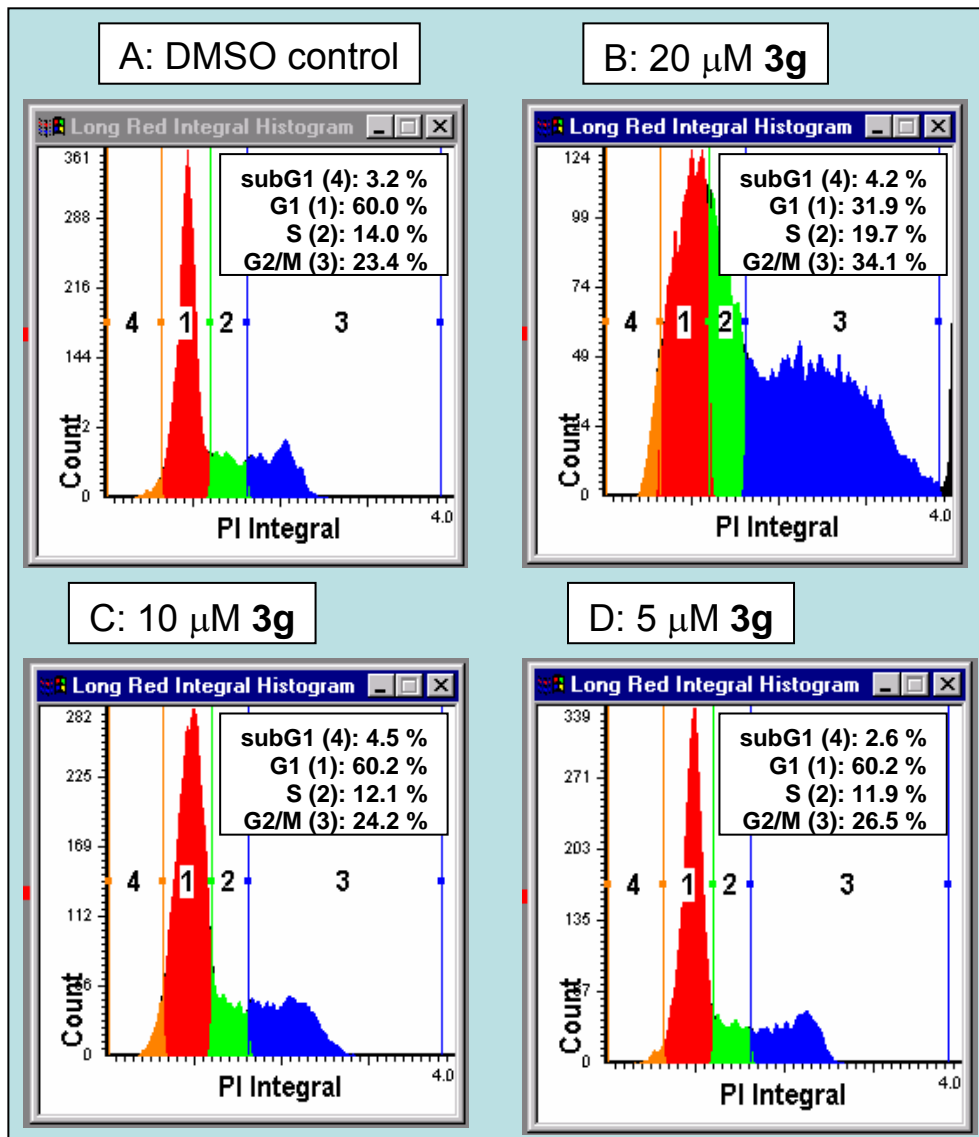 A: DMSO control
B: 20 μM 3g
Long Red Integral Histogram
361
288
216
144
0
Count
subG1 (4): 3.2 %
G1 (1): 60.0 %
S (2): 14.0 %
G2/M (3): 23.4 %
4 1 2 3
PI Integral
4.0
Long Red Integral Histogram
124
99
74
49
0
Count
subG1 (4): 4.2 %
G1 (1): 31.9 %
S (2): 19.7 %
G2/M (3): 34.1 %
4 1 2 3
PI Integral
4.0
C: 10 μM 3g
D: 5 μM 3g
Long Red Integral Histogram
282
225
169
112
0
Count
subG1 (4): 4.5 %
G1 (1): 60.2 %
S (2): 12.1 %
G2/M (3): 24.2 %
4 1 2 3
PI Integral
4.0
Long Red Integral Histogram
339
271
203
135
0
Count
subG1 (4): 2.6 %
G1 (1): 60.2 %
S (2): 11.9 %
G2/M (3): 26.5 %
4 1 2 3
PI Integral
4.0